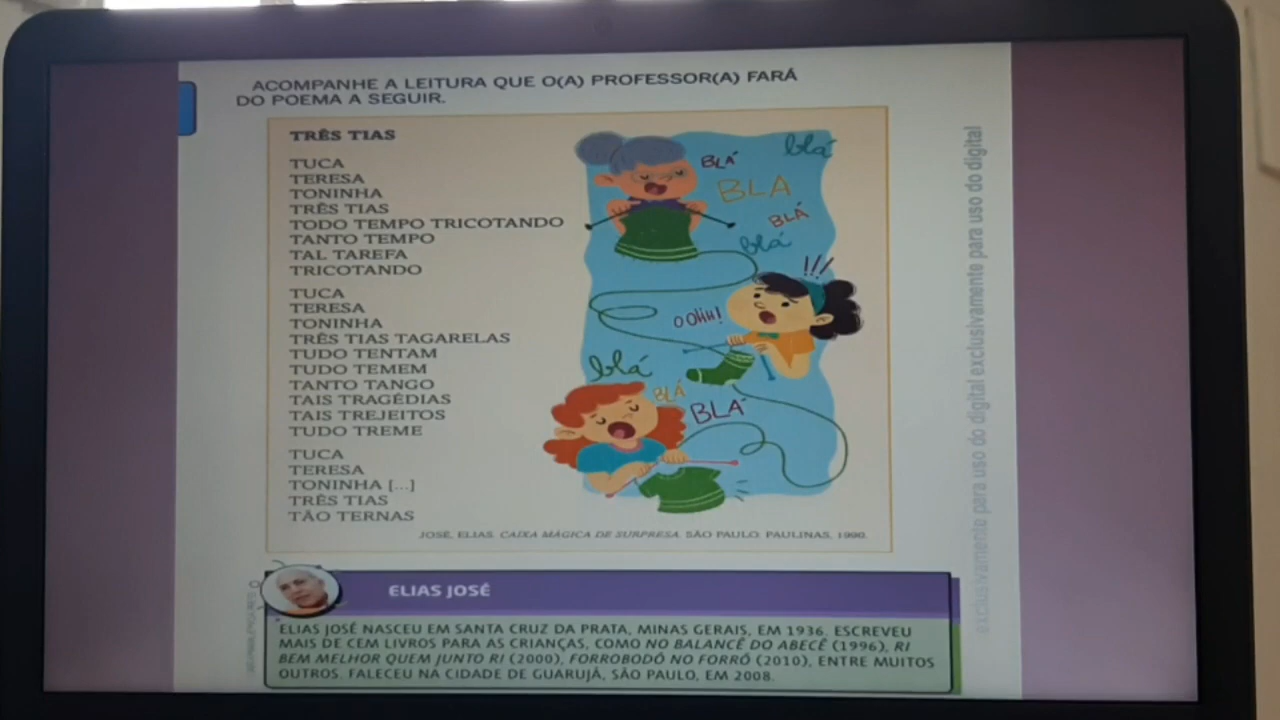 ACOMPANHE A LEITURA QUE O(A) PROFESSOR(A) FARÁ
DO POEMA A SEGUIR.
TRÊS TIAS
TUCA
TERESA
TONINHA
TRÊS TIAS
TODO TEMPO TRICOTANDO
TANTO TEMPO
TAL TAREFA
TRICOTANDO
TUCA
TERESA
TONINHA
TRÊS TIAS TAGARELAS
TUDO TENTAM
TUDO TEMEM
TANTO TANGO
TAIS TRAGÉDIAS
TAIS TREJEITOS
TUDO TREME
TUCA
TERESA
TONINHA [...]
TRÊS TIAS
TÃO TERNAS
blá
BLÁ
BLA
BLÁ
blá
!!!
OOHH!
blá
BLÁ
BLA
JOSÉ, ELIAS. CAIXA MÁGICA DE SURPRESA. SÃO PAULO: PAULINAS, 1990.
ELIAS JOSÉ
ELIAS JOSÉ NASCEU EM SANTA CRUZ DA PRATA, MINAS GERAIS, EM 1936. ESCREVEU
MAIS DE CEM LIVROS PARA AS CRIANÇAS, COMO NO BALANCÊ DO ABECÊ (1996), RI
BEM MELHOR QUEM JUNTO RI (2000), FORROBODÓ NO FORRÓ (2010), ENTRE MUITOS
OUTROS. FALECEU NA CIDADE DE GUARUJÁ, SÃO PAULO, EM 2008.
exclusivamente para uso do digital exclusivamente para uso do digital